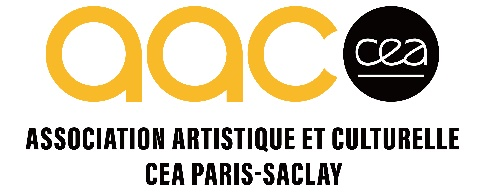 aac cea
ASSOCIATION ARTISTIQUE ET CULTURELLE
CEA PARIS-SACLAY